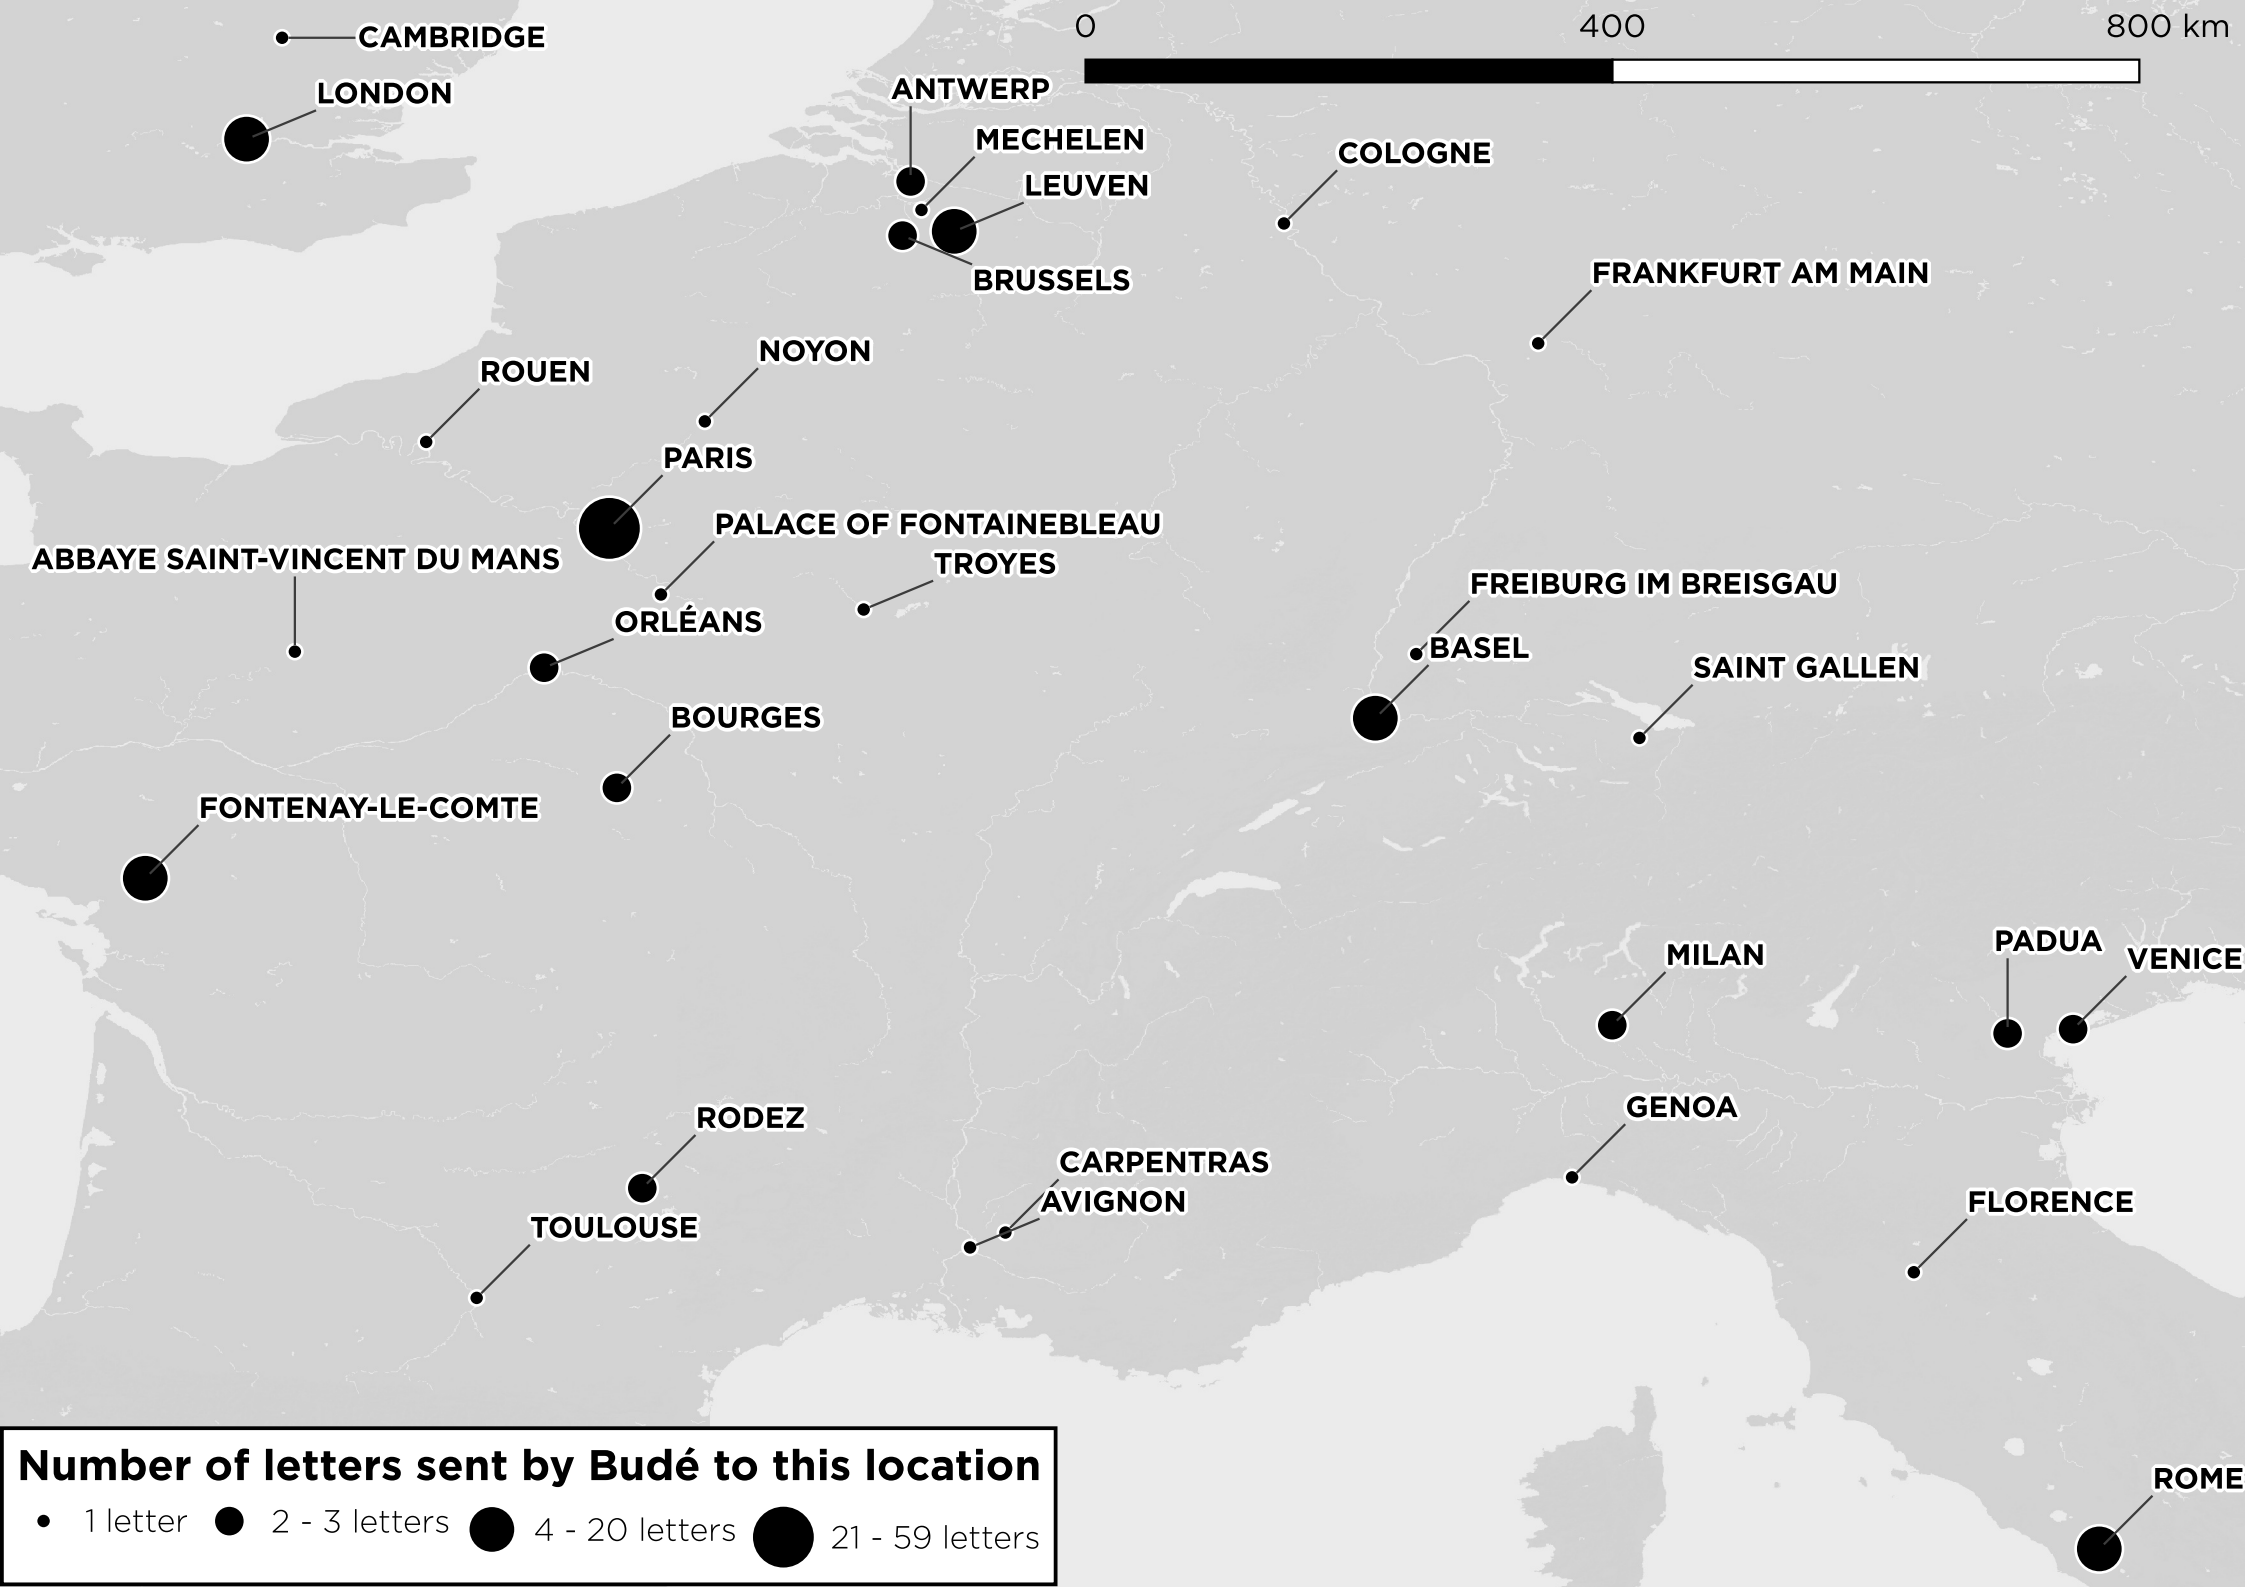 0 400 800 km
CAMBRIDGE
LONDON
ANTWERP
MECHELEN
COLOGNE
LEUVEN
BRUSSELS
FRANKFURT AM MAIN
NOYON
ROUEN
PARIS
PALACE OF FONTAINEBLEAU
ABBAYE SAINT-VINCENT DU MANS
TROYES
FREIBURG IM BREISGAU
ORLÉANS
BASEL
SAINT GALLEN
BOURGES
FONTENAY-LE-COMTE
PADUA
MILAN
VENICE
GENOA
RODEZ
CARPENTRAS
AVIGNON
FLORENCE
TOULOUSE
ROME
Number of letters sent by Budé to this location
1 letter 2 - 3 letters 4 - 20 letters 21 - 59 letters